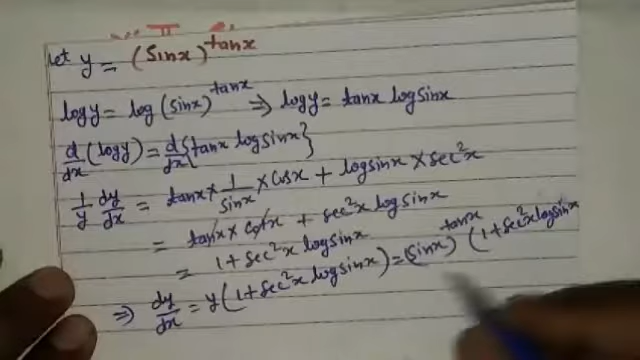 let y = (sinx)^tanx
logy = log (sinx)^tanx ⇒ logy = tanx logsinx
d/dx (logy) = d/dx {tanx logsinx}
1/y dy/dx = tanx × 1/sinx × cosx + logsinx × sec²x
= tanx × cotx + sec²x logsinx
= 1 + sec²x logsinx
⇒ dy/dx = y(1+sec²x logsinx) = (sinx)^tanx (1+sec²x logsinx